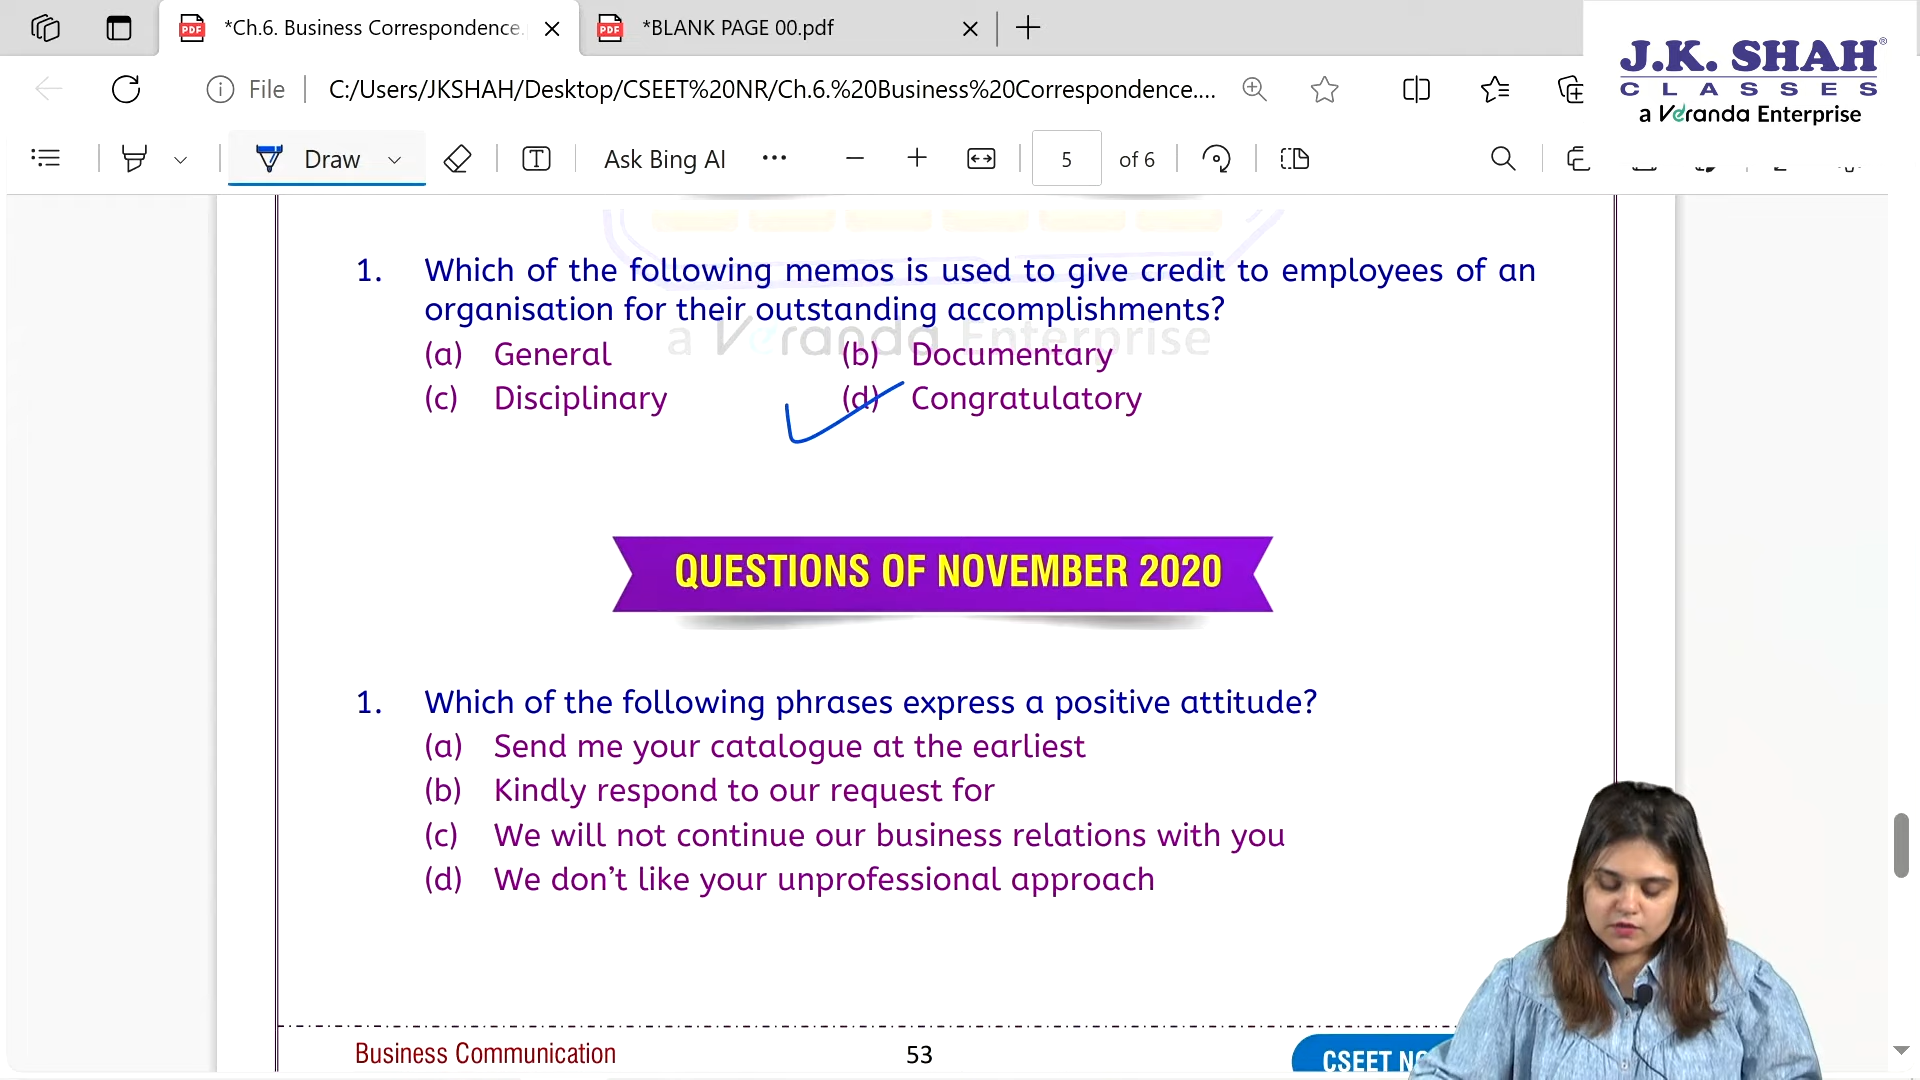 *Ch.6. Business Correspondence.
*BLANK PAGE 00.pdf
J.K. SHAH®
CLASSES
a Veranda Enterprise
File
C:/Users/JKSHAH/Desktop/CSEET%20NR/Ch.6.%20Business%20Correspondence....
Draw
Ask Bing AI
5 of 6
1. Which of the following memos is used to give credit to employees of an
organisation for their outstanding accomplishments?
a Veranda Enterprise
(a) General (b) Documentary
(c) Disciplinary (d) Congratulatory
QUESTIONS OF NOVEMBER 2020
1. Which of the following phrases express a positive attitude?
(a) Send me your catalogue at the earliest
(b) Kindly respond to our request for
(c) We will not continue our business relations with you
(d) We don't like your unprofessional approach
Business Communication 53 CSEET